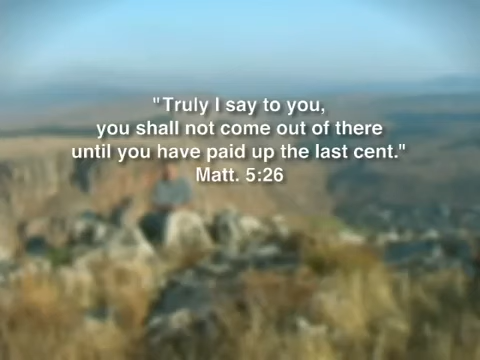 "Truly I say to you,
you shall not come out of there
until you have paid up the last cent."
Matt. 5:26